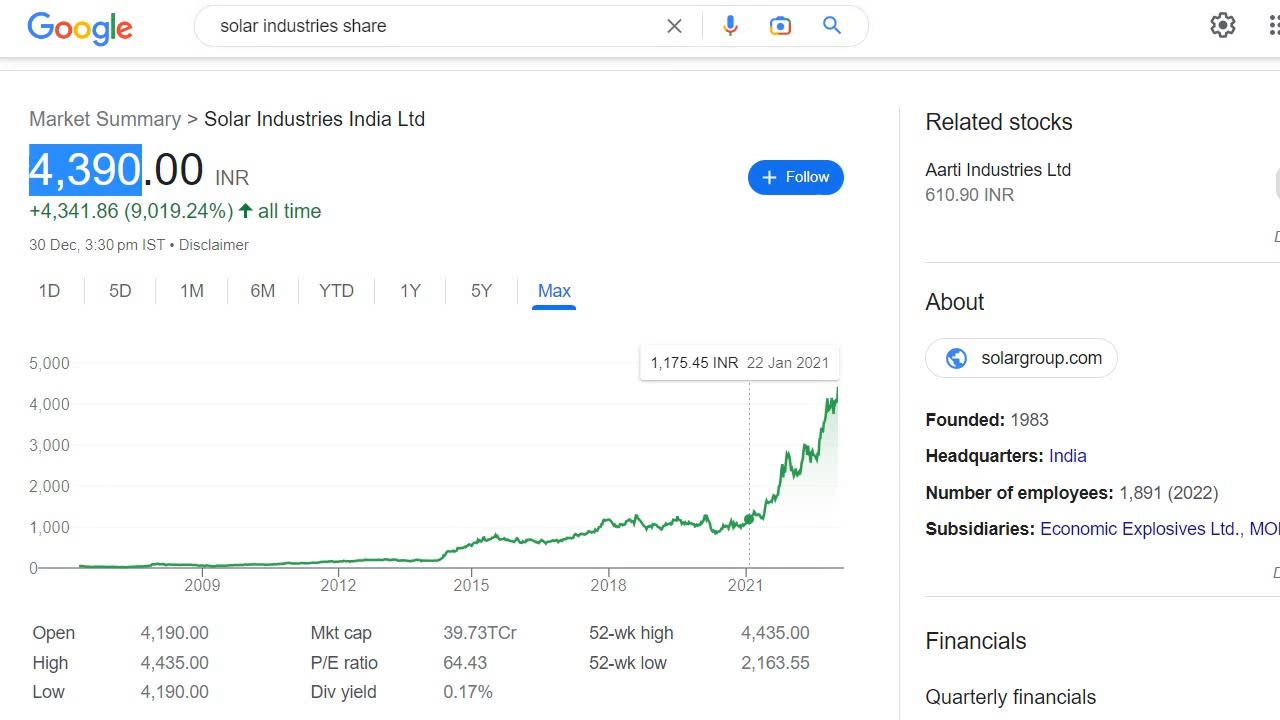 Google
solar industries share
Market Summary > Solar Industries India Ltd
4,390.00 INR
+ Follow
+4,341.86 (9,019.24%) ↑ all time
30 Dec, 3:30 pm IST • Disclaimer
1D 5D 1M 6M YTD 1Y 5Y Max
1,175.45 INR 22 Jan 2021
5,000
4,000
3,000
2,000
1,000
0
2009 2012 2015 2018 2021
Open 4,190.00 Mkt cap 39.73TCr 52-wk high 4,435.00
High 4,435.00 P/E ratio 64.43 52-wk low 2,163.55
Low 4,190.00 Div yield 0.17%
Related stocks
Aarti Industries Ltd
610.90 INR
About
solargroup.com
Founded: 1983
Headquarters: India
Number of employees: 1,891 (2022)
Subsidiaries: Economic Explosives Ltd.,
Financials
Quarterly financials